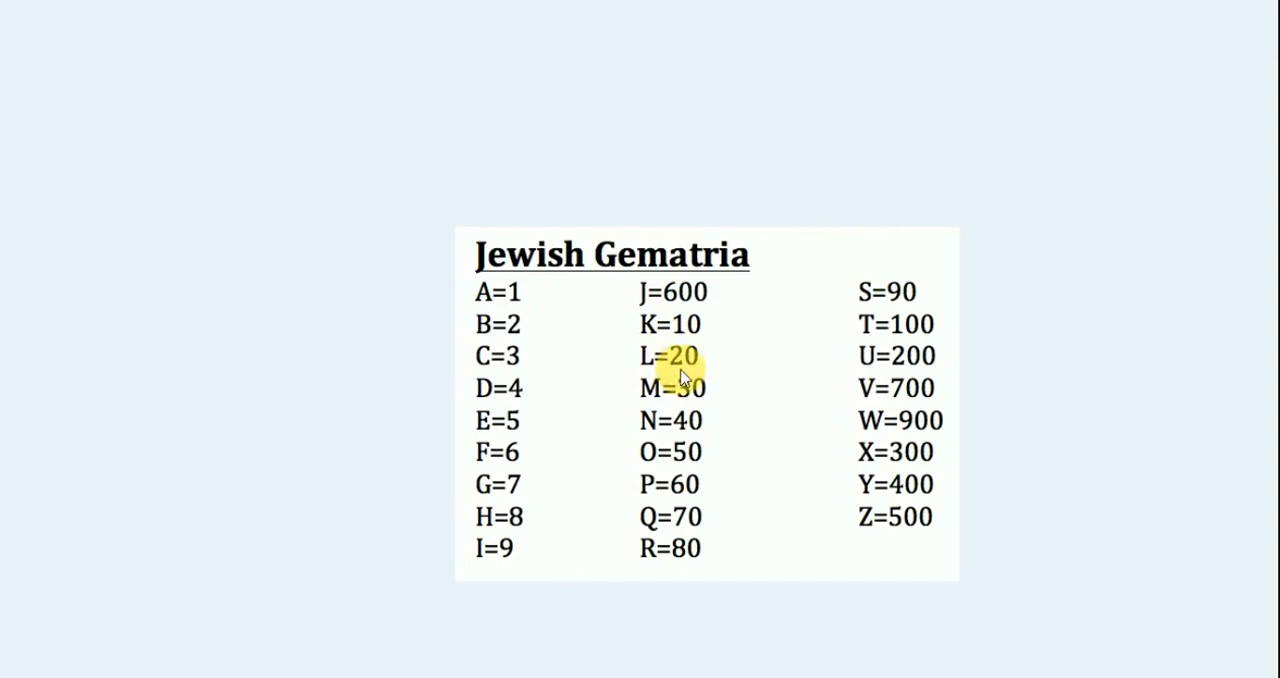 Jewish Gematria
A=1 J=600 S=90
B=2 K=10 T=100
C=3 L=20 U=200
D=4 M=30 V=700
E=5 N=40 W=900
F=6 O=50 X=300
G=7 P=60 Y=400
H=8 Q=70 Z=500
I=9 R=80